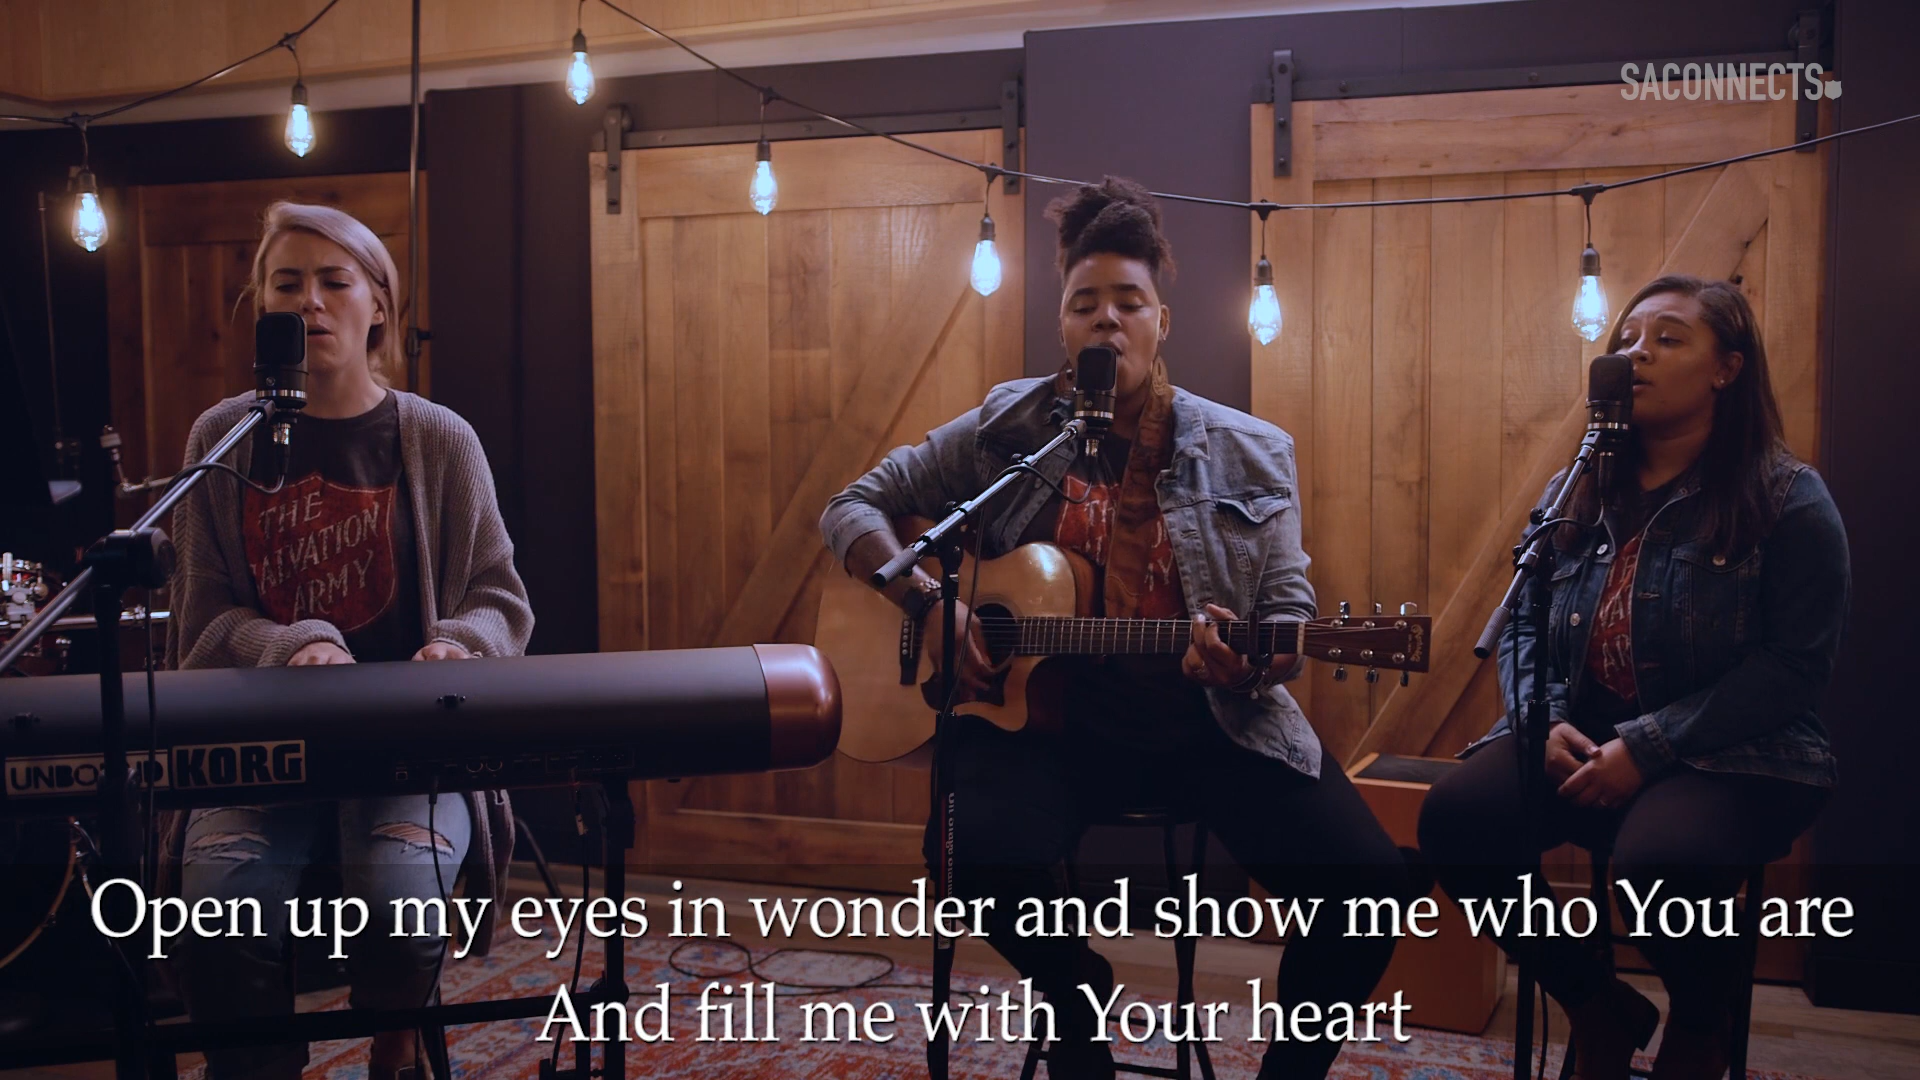 SACONNECTS
THE
SALVATION
ARMY
KORG
Open up my eyes in wonder and show me who You are
And fill me with Your heart